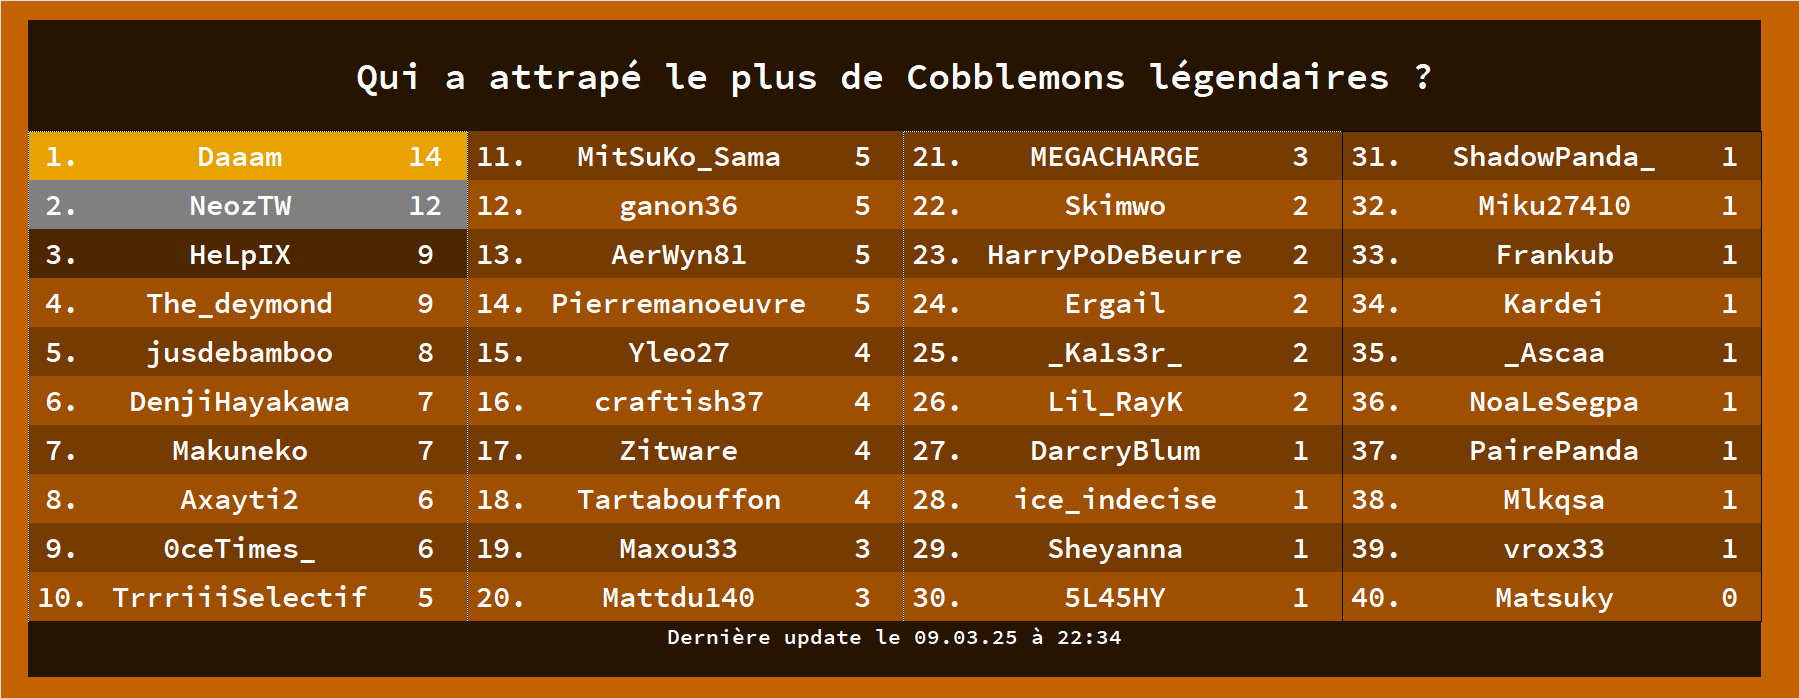 Qui a attrapé le plus de Cobblemons légendaires ?
1. Daaam 14
2. NeozTW 12
3. HeLpIX 9
4. The_deymond 9
5. jusdebamboo 8
6. DenjiHayakawa 7
7. Makuneko 7
8. Axayti2 6
9. 0ceTimes_ 6
10. TrrriiiSelectif 5
11. MitSuKo_Sama 5
12. ganon36 5
13. AerWyn81 5
14. Pierremanoeuvre 5
15. Yleo27 4
16. craftish37 4
17. Zitware 4
18. Tartabouffon 4
19. Maxou33 3
20. Mattdu140 3
21. MEGACHARGE 3
22. Skimwo 2
23. HarryPoDeBeurre 2
24. Ergail 2
25. _Ka1s3r_ 2
26. Lil_RayK 2
27. DarcryBlum 1
28. ice_indecise 1
29. Sheyanna 1
30. 5L45HY 1
31. ShadowPanda_ 1
32. Miku27410 1
33. Frankub 1
34. Kardei 1
35. _Ascaa 1
36. NoaLeSegpa 1
37. PairePanda 1
38. Mlkqsa 1
39. vrox33 1
40. Matsuky 0
Dernière update le 09.03.25 à 22:34